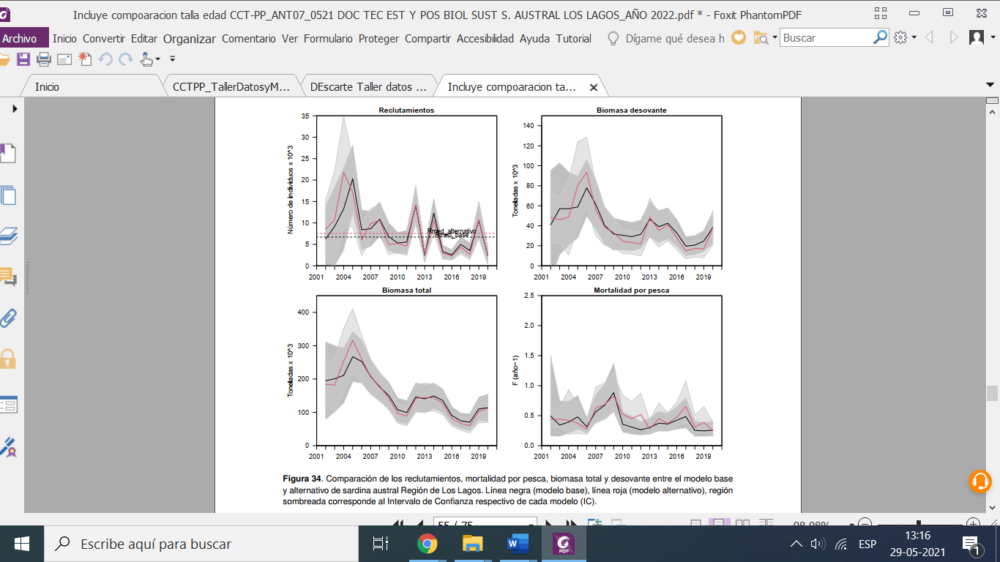 Incluye compoaracion talla edad CCT-PP_ANT07_0521 DOC TEC EST Y POS BIOL SUST S. AUSTRAL LOS LAGOS_AÑO 2022.pdf * - Foxit PhantomPDF
Archivo Inicio Convertir Editar Organizar Comentario Ver Formulario Proteger Compartir Accesibilidad Ayuda Tutorial Dígame qué desea h Buscar
Inicio CCTPP_TallerDatosyM... DEscarte Taller datos ... Incluye compoaracion ta...
Reclutamientos
Número de individuos x 10^3
35
30
25
20
15
10
5
0
Rmed_alternativo
Rmed_base
2001 2004 2007 2010 2013 2016 2019
Biomasa desovante
Toneladas x 10^3
140
120
100
80
60
40
20
0
2001 2004 2007 2010 2013 2016 2019
Biomasa total
Toneladas x 10^3
400
300
200
100
0
2001 2004 2007 2010 2013 2016 2019
Mortalidad por pesca
F (año−1)
2.5
2.0
1.5
1.0
0.5
0.0
2001 2004 2007 2010 2013 2016 2019
Figura 34. Comparación de los reclutamientos, mortalidad por pesca, biomasa total y desovante entre el modelo base
y alternativo de sardina austral Región de Los Lagos. Línea negra (modelo base), línea roja (modelo alternativo), región
sombreada corresponde al Intervalo de Confianza respectivo de cada modelo (IC).
55 / 75
98.08%
Escribe aquí para buscar
PDF
ESP
13:16
29-05-2021
1